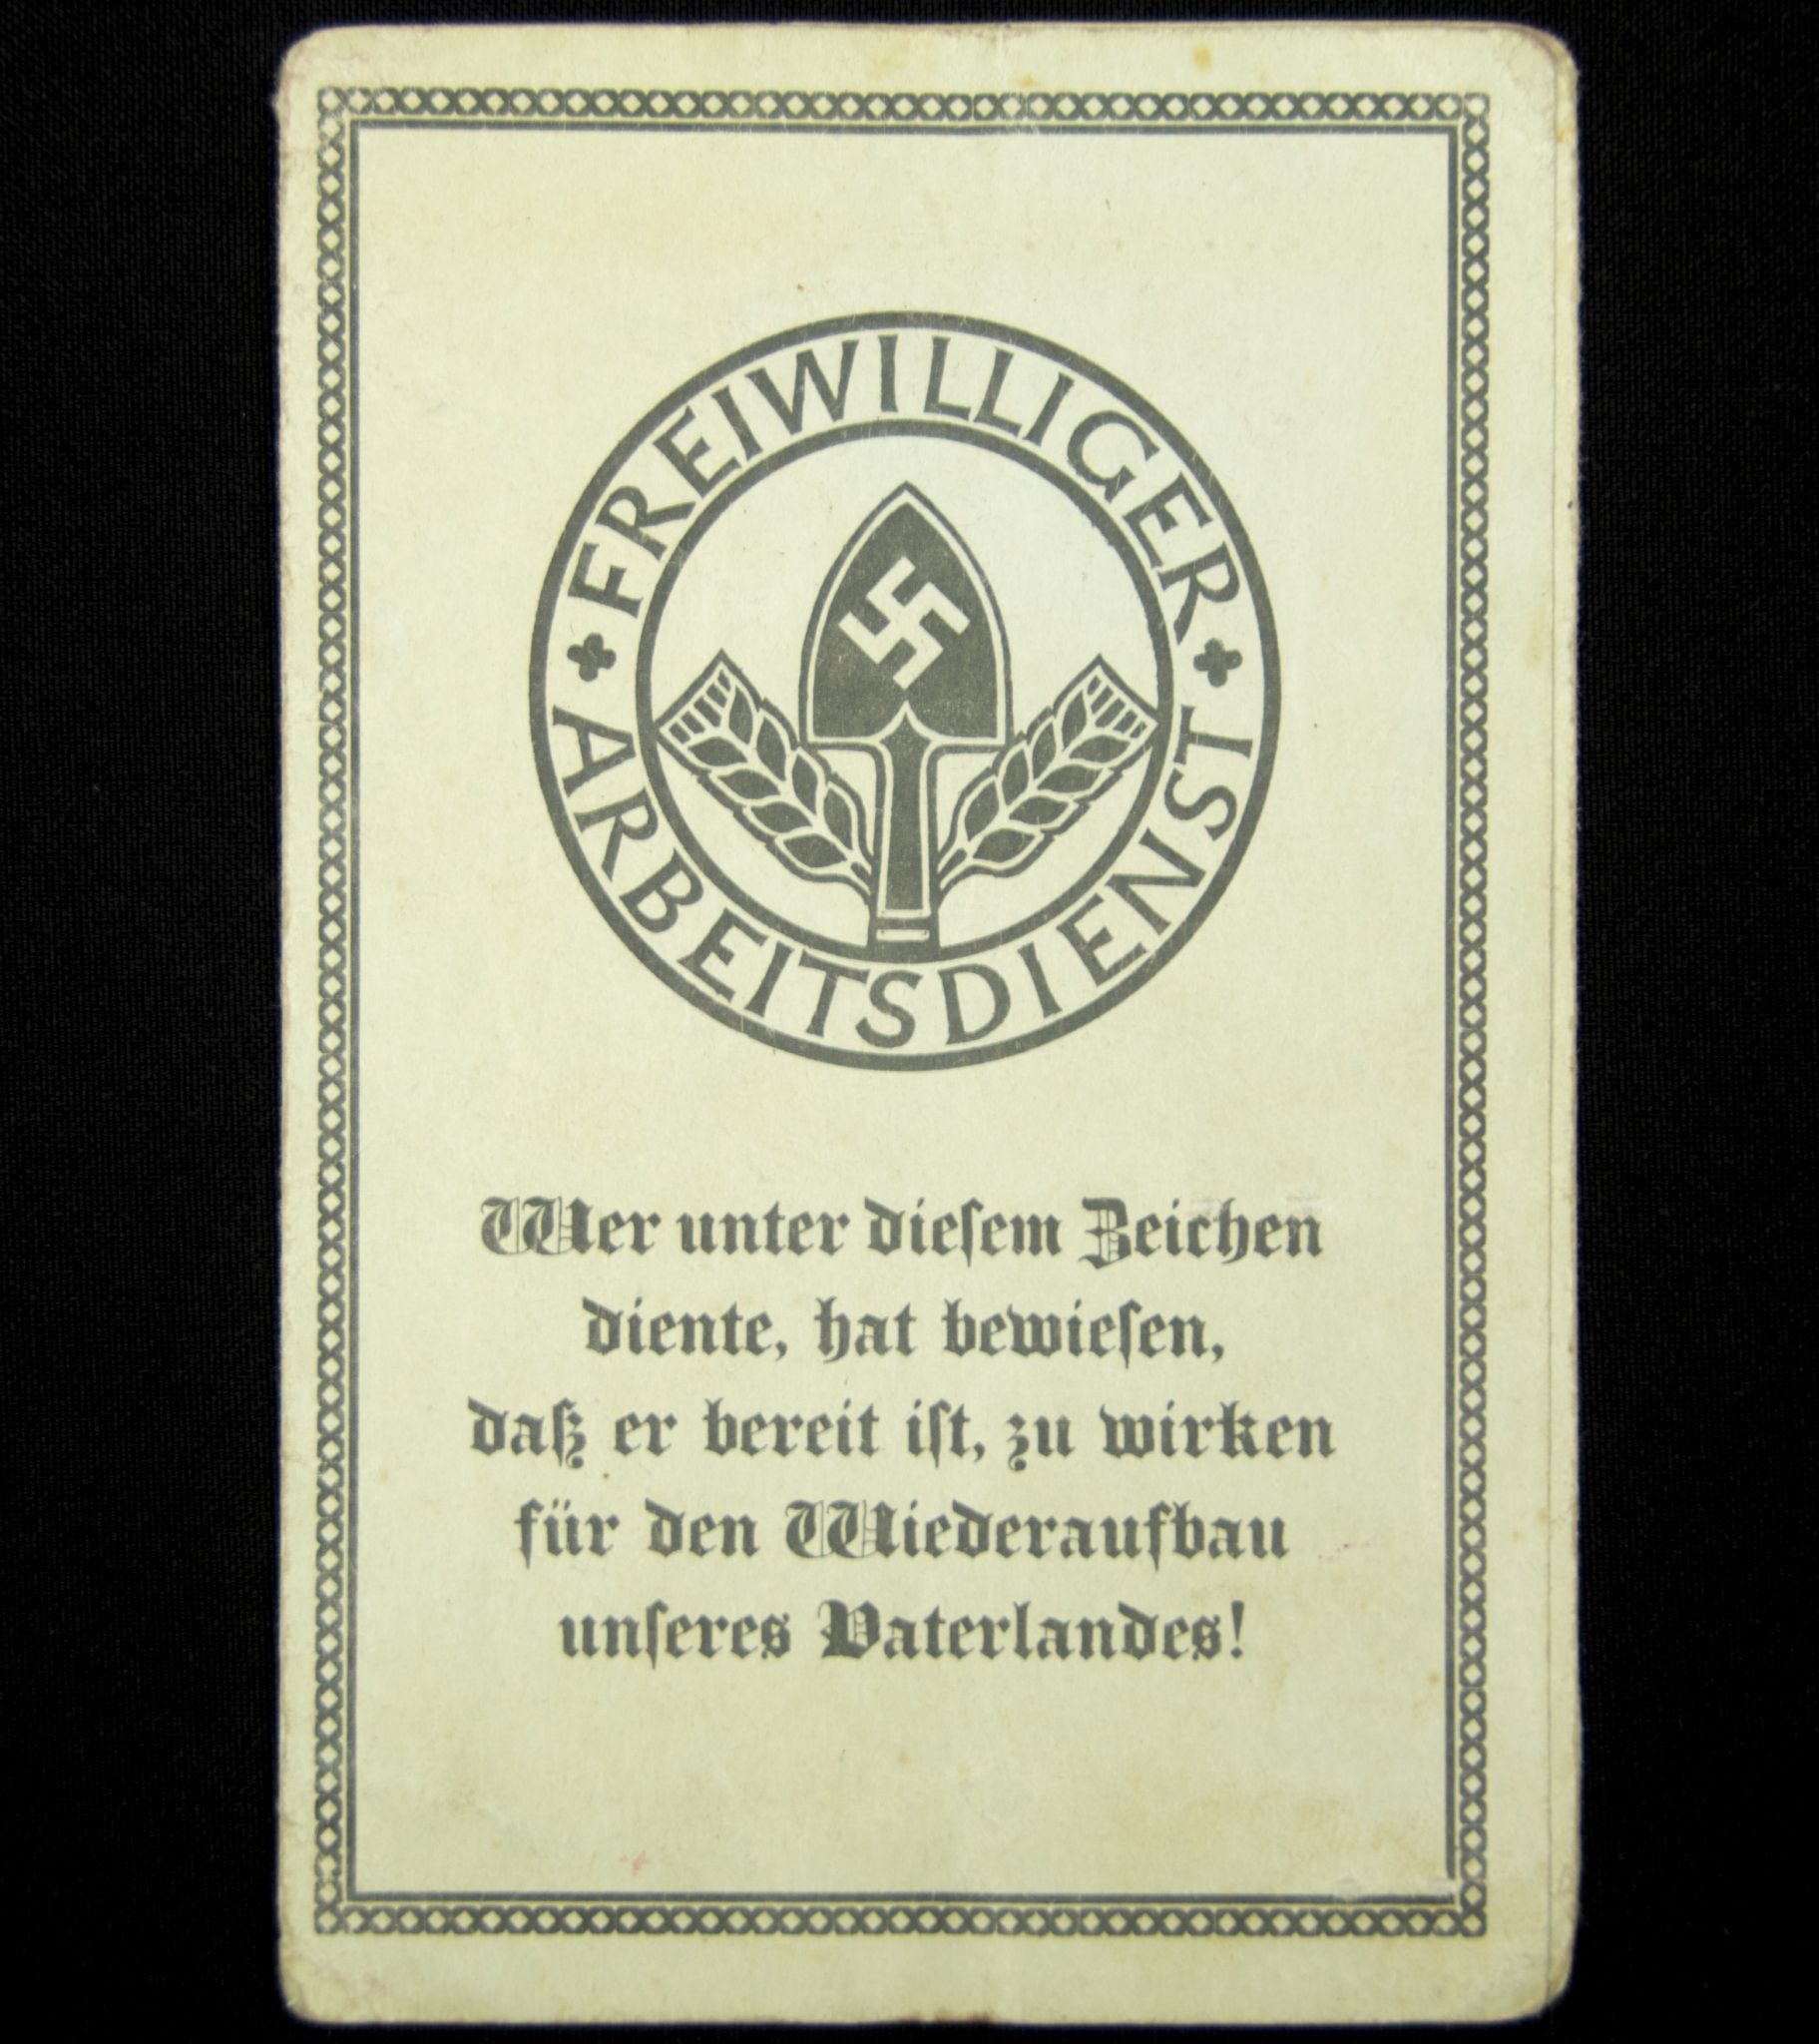 FREIWILLIGER
ARBEITSDIENST
Wer unter dieſem Zeichen
diente, hat bewieſen,
daß er bereit iſt, zu wirken
für den Wiederaufbau
unſeres Vaterlandes!